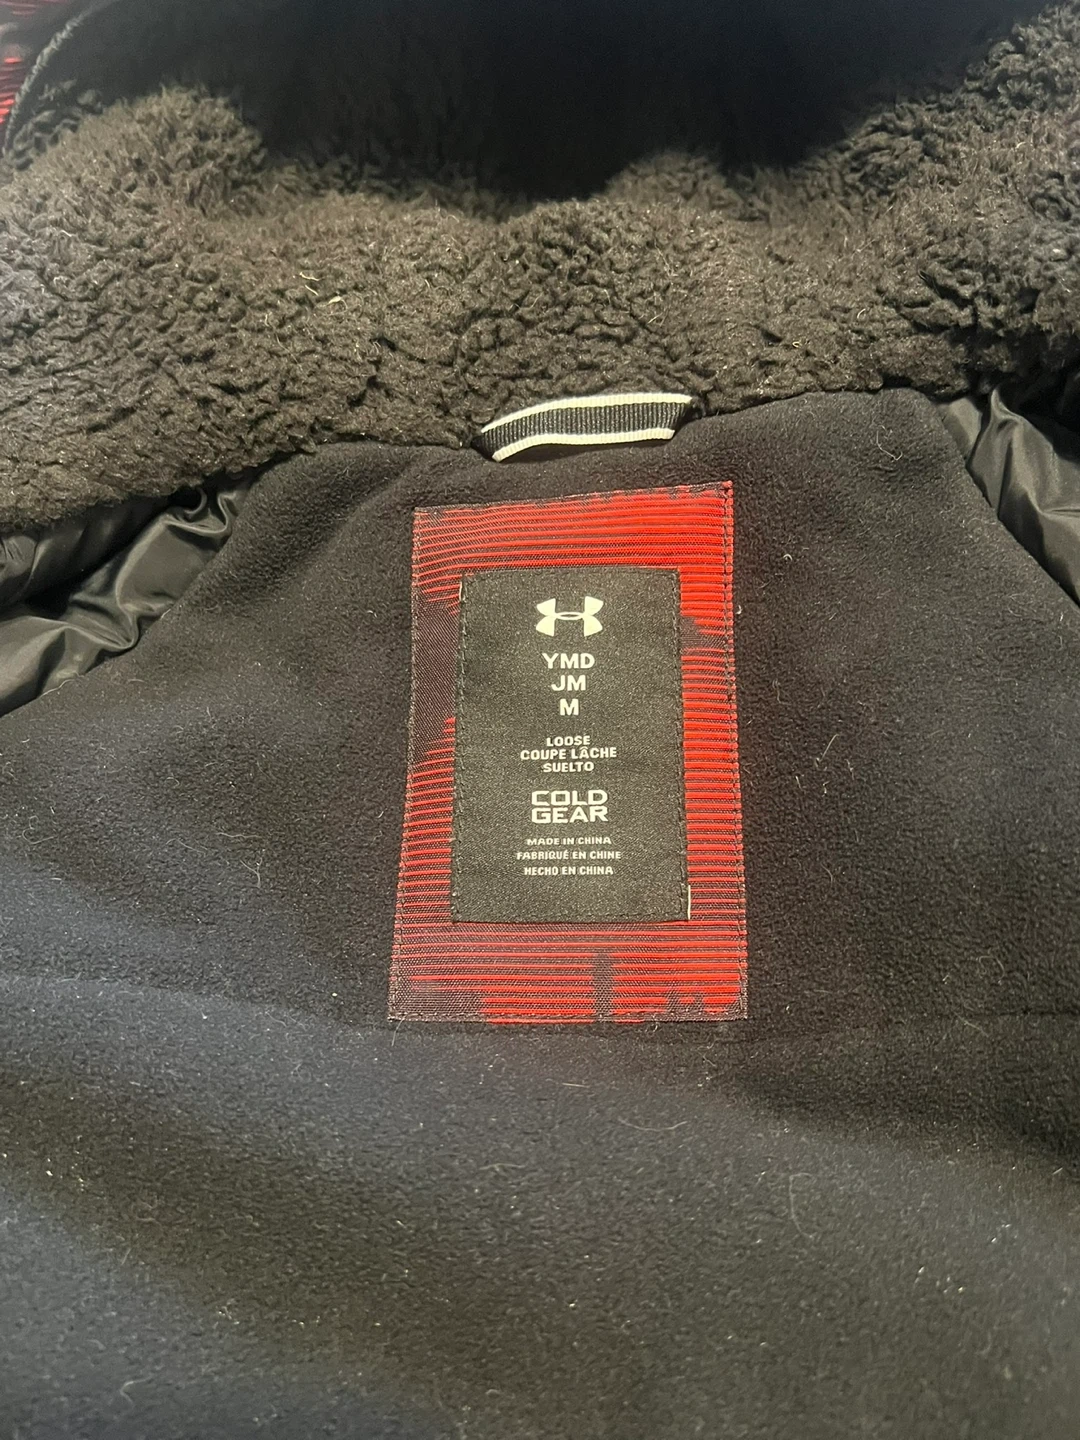 YMD
JM
M
LOOSE
COUPE LÂCHE
SUELTO
COLD
GEAR
MADE IN CHINA
FABRIQUÉ EN CHINE
HECHO EN CHINA